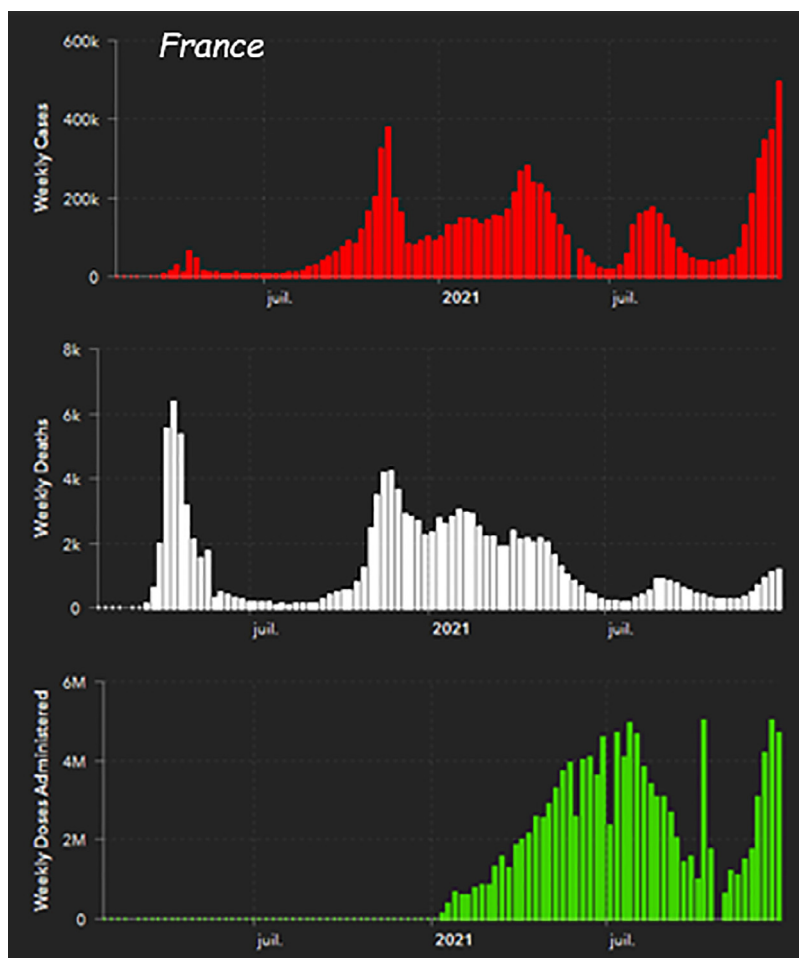 France
Weekly Cases
600k
400k
200k
0
juil.
2021
juil.
Weekly Deaths
8k
6k
4k
2k
0
juil.
2021
juil.
Weekly Doses Administered
6M
4M
2M
0
juil.
2021
juil.